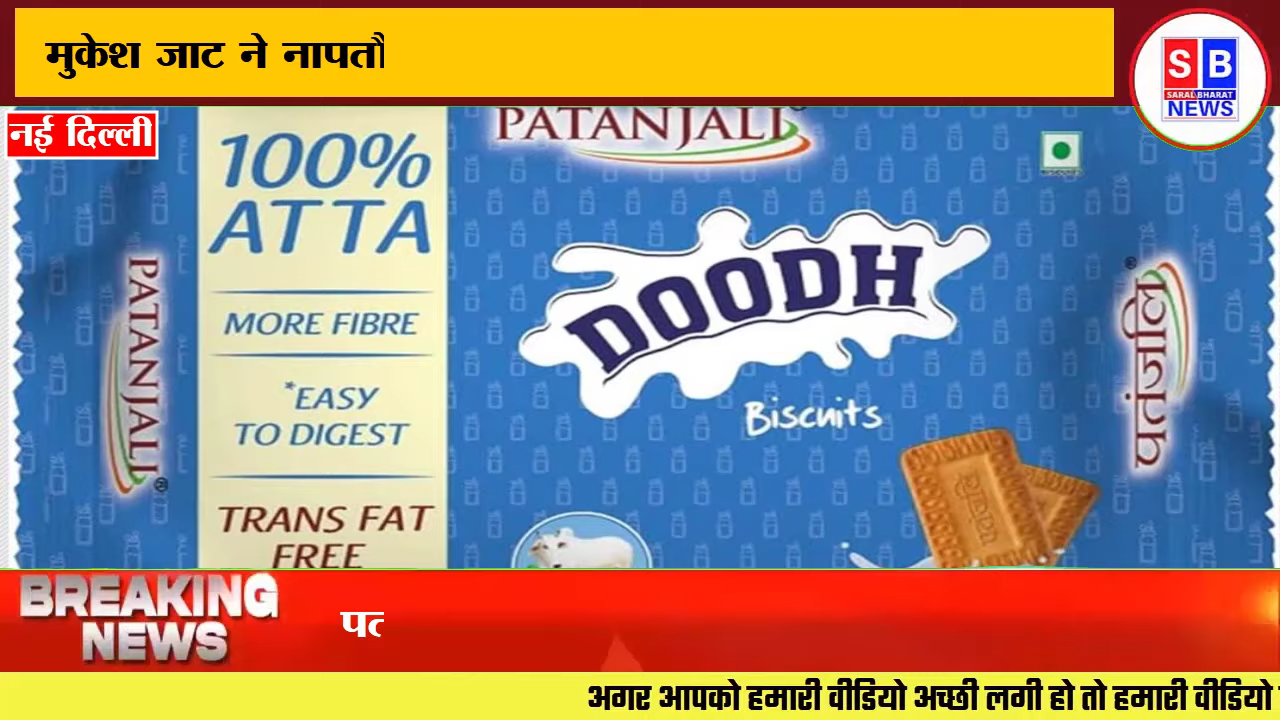 मुकेश जाट ने नापतौ
S B
SARAL BHARAT
NEWS
नई दिल्ली
PATANJALI
100%
ATTA
MORE FIBRE
*EASY
TO DIGEST
TRANS FAT
FREE
PATANJALI®
DOODH
Biscuits
पतंजलि®
BREAKING
NEWS
अगर आपको हमारी वीडियो अच्छी लगी हो तो हमारी वीडियो